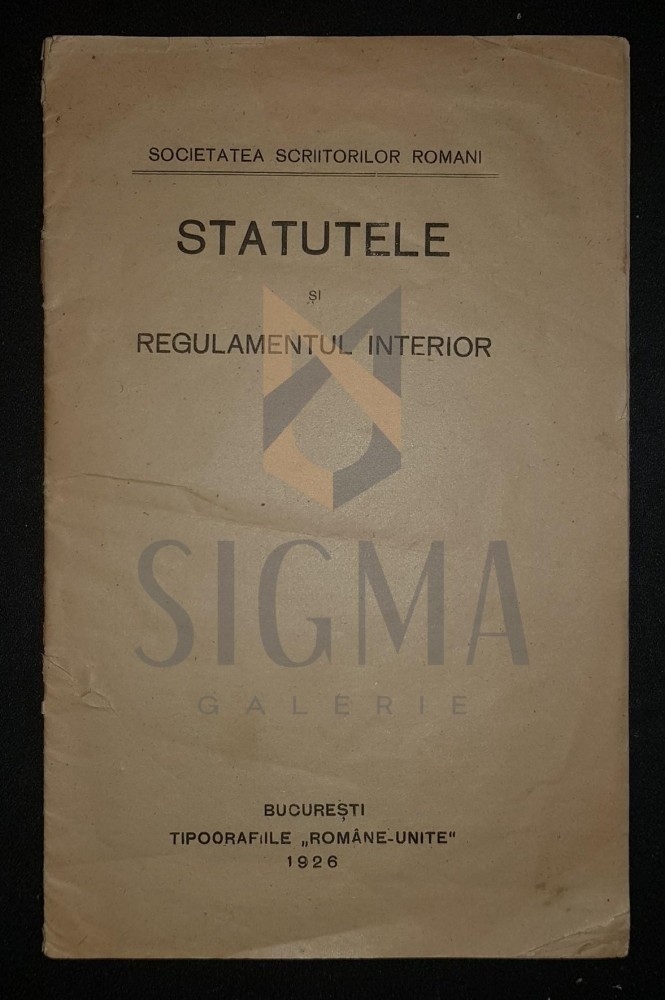 SOCIETATEA SCRIITORILOR ROMANI
STATUTELE
ȘI
REGULAMENTUL INTERIOR
SIGMA
GALERIE
BUCUREȘTI
TIPOGRAFIILE „ROMÂNE-UNITE"
1926